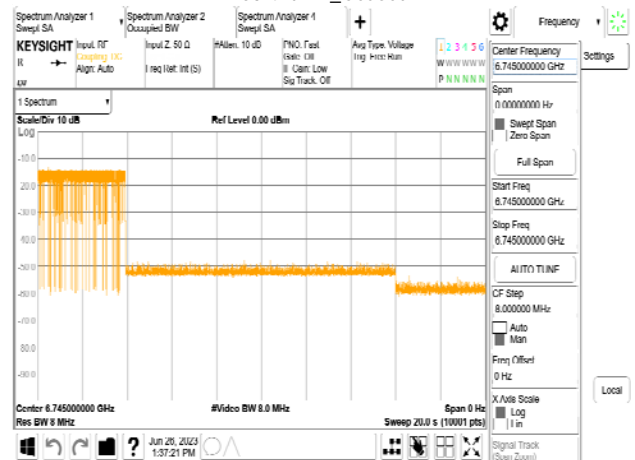 Spectrum Analyzer 1
Swept SA
Spectrum Analyzer 2
Occupied BW
Spectrum Analyzer 4
Swept SA
+
Frequency
KEYSIGHT
R
Input: RF
Coupling: DC
Align: Auto
Input Z: 50 Ω
Freq Ref: Int (S)
#Atten: 10 dB
PNO: Fast
Gate: Off
IF Gain: Low
Sig Track: Off
Avg Type: Voltage
Trig: Free Run
1 2 3 4 5 6
W W W W W W
P N N N N N
Center Frequency
6.745000000 GHz
Settings
Span
0.00000000 Hz
Swept Span
Zero Span
Full Span
Start Freq
6.745000000 GHz
Stop Freq
6.745000000 GHz
AUTO TUNE
CF Step
8.000000 MHz
Auto
Man
Freq Offset
0 Hz
X Axis Scale
Log
Lin
Local
Signal Track
(Span Zoom)
1 Spectrum
Scale/Div 10 dB
Ref Level 0.00 dBm
Log
-10.0
-20.0
-30.0
-40.0
-50.0
-60.0
-70.0
-80.0
-90.0
Center 6.745000000 GHz
#Video BW 8.0 MHz
Span 0 Hz
Res BW 8 MHz
Sweep 20.0 s (10001 pts)
?
Jun 26, 2023
1:37:21 PM